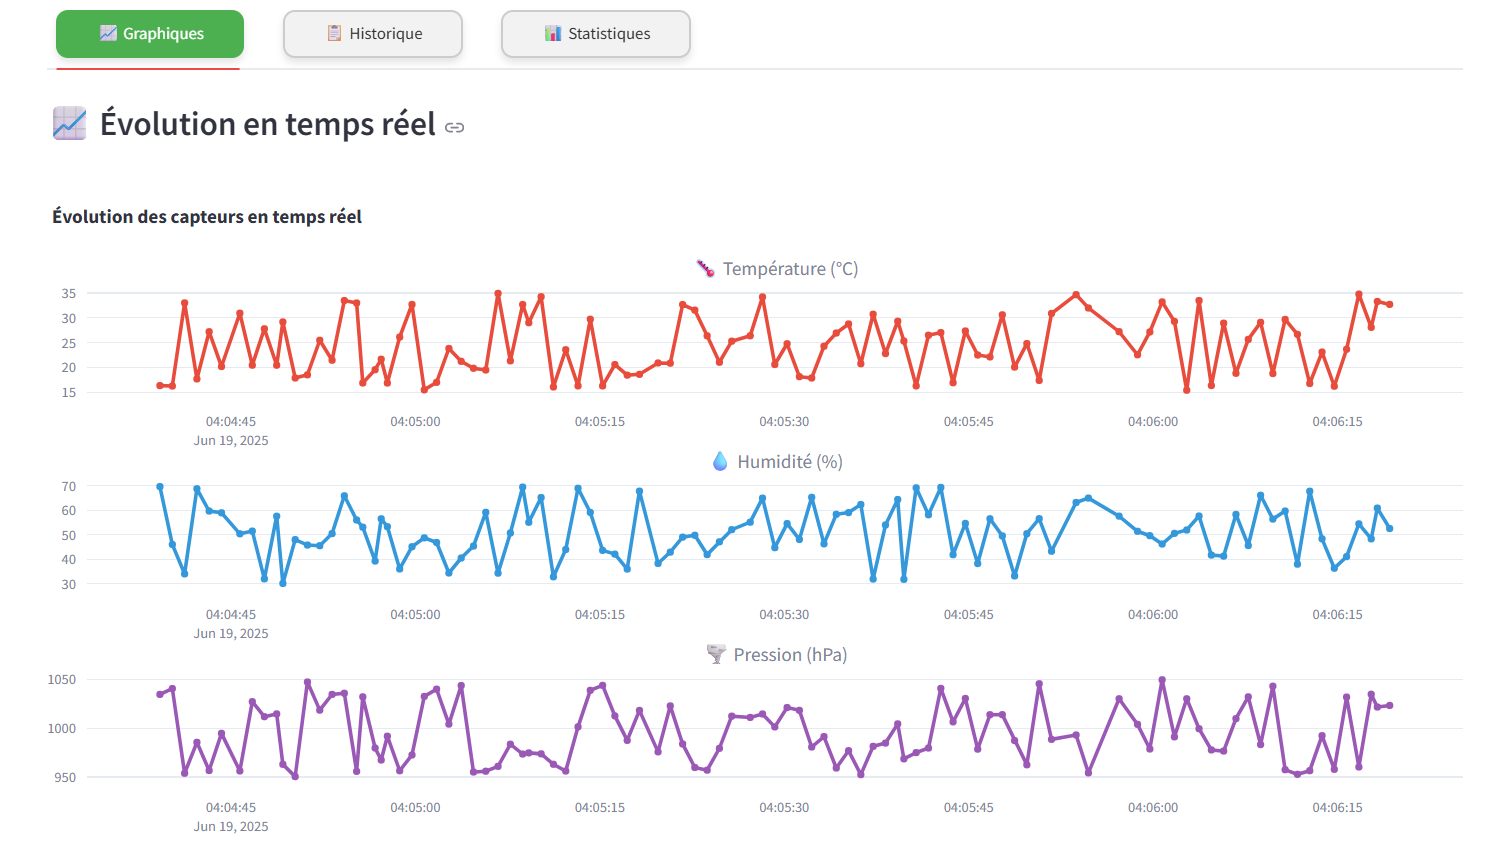 Graphiques Historique Statistiques
Évolution en temps réel
Évolution des capteurs en temps réel
Température (°C)
35
30
25
20
15
04:04:45 04:05:00 04:05:15 04:05:30 04:05:45 04:06:00 04:06:15
Jun 19, 2025
Humidité (%)
70
60
50
40
30
04:04:45 04:05:00 04:05:15 04:05:30 04:05:45 04:06:00 04:06:15
Jun 19, 2025
Pression (hPa)
1050
1000
950
04:04:45 04:05:00 04:05:15 04:05:30 04:05:45 04:06:00 04:06:15
Jun 19, 2025